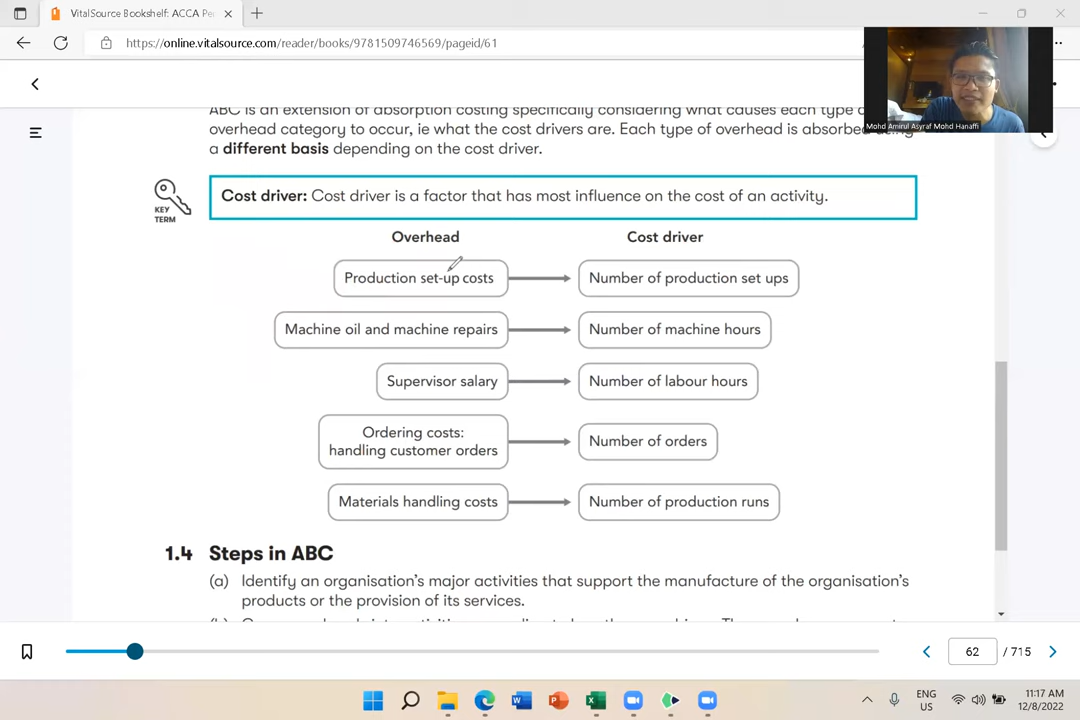 VitalSource Bookshelf: ACCA Pe
https://online.vitalsource.com/reader/books/9781509746569/pageid/61
Mohd Amirul Asyraf Mohd Hanaffi
ABC is an extension of absorption costing specifically considering what causes each type
overhead category to occur, ie what the cost drivers are. Each type of overhead is absorbed using
a different basis depending on the cost driver.
KEY
TERM
Cost driver: Cost driver is a factor that has most influence on the cost of an activity.
Overhead Cost driver
Production set-up costs Number of production set ups
Machine oil and machine repairs Number of machine hours
Supervisor salary Number of labour hours
Ordering costs:
handling customer orders Number of orders
Materials handling costs Number of production runs
1.4 Steps in ABC
(a) Identify an organisation's major activities that support the manufacture of the organisation's
products or the provision of its services.
62 / 715
ENG
US
11:17 AM
12/8/2022